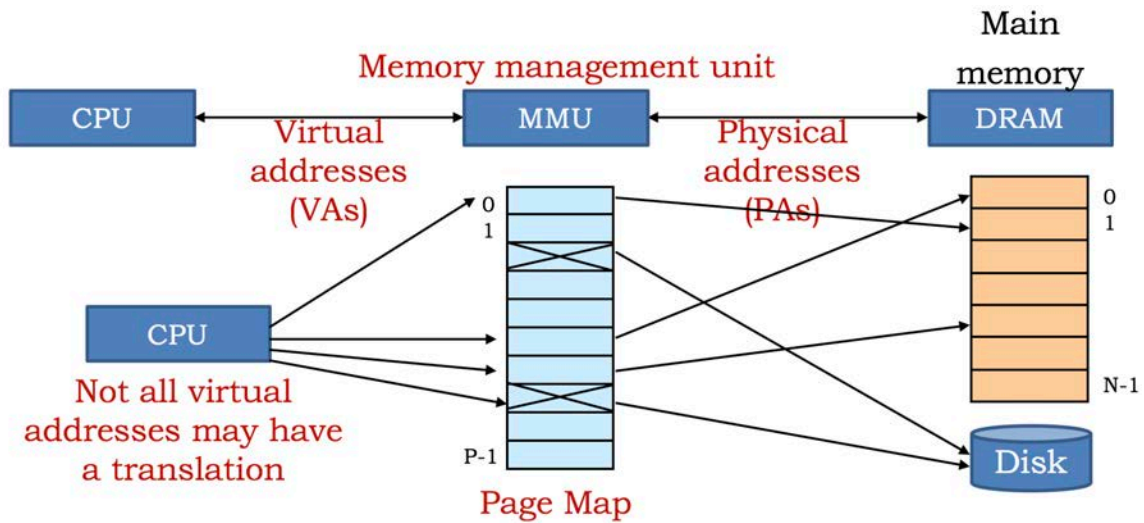 Main
memory
Memory management unit
CPU
MMU
DRAM
Virtual
addresses
(VAs)
Physical
addresses
(PAs)
0
1
0
1
CPU
Not all virtual
addresses may have
a translation
N-1
P-1
Disk
Page Map